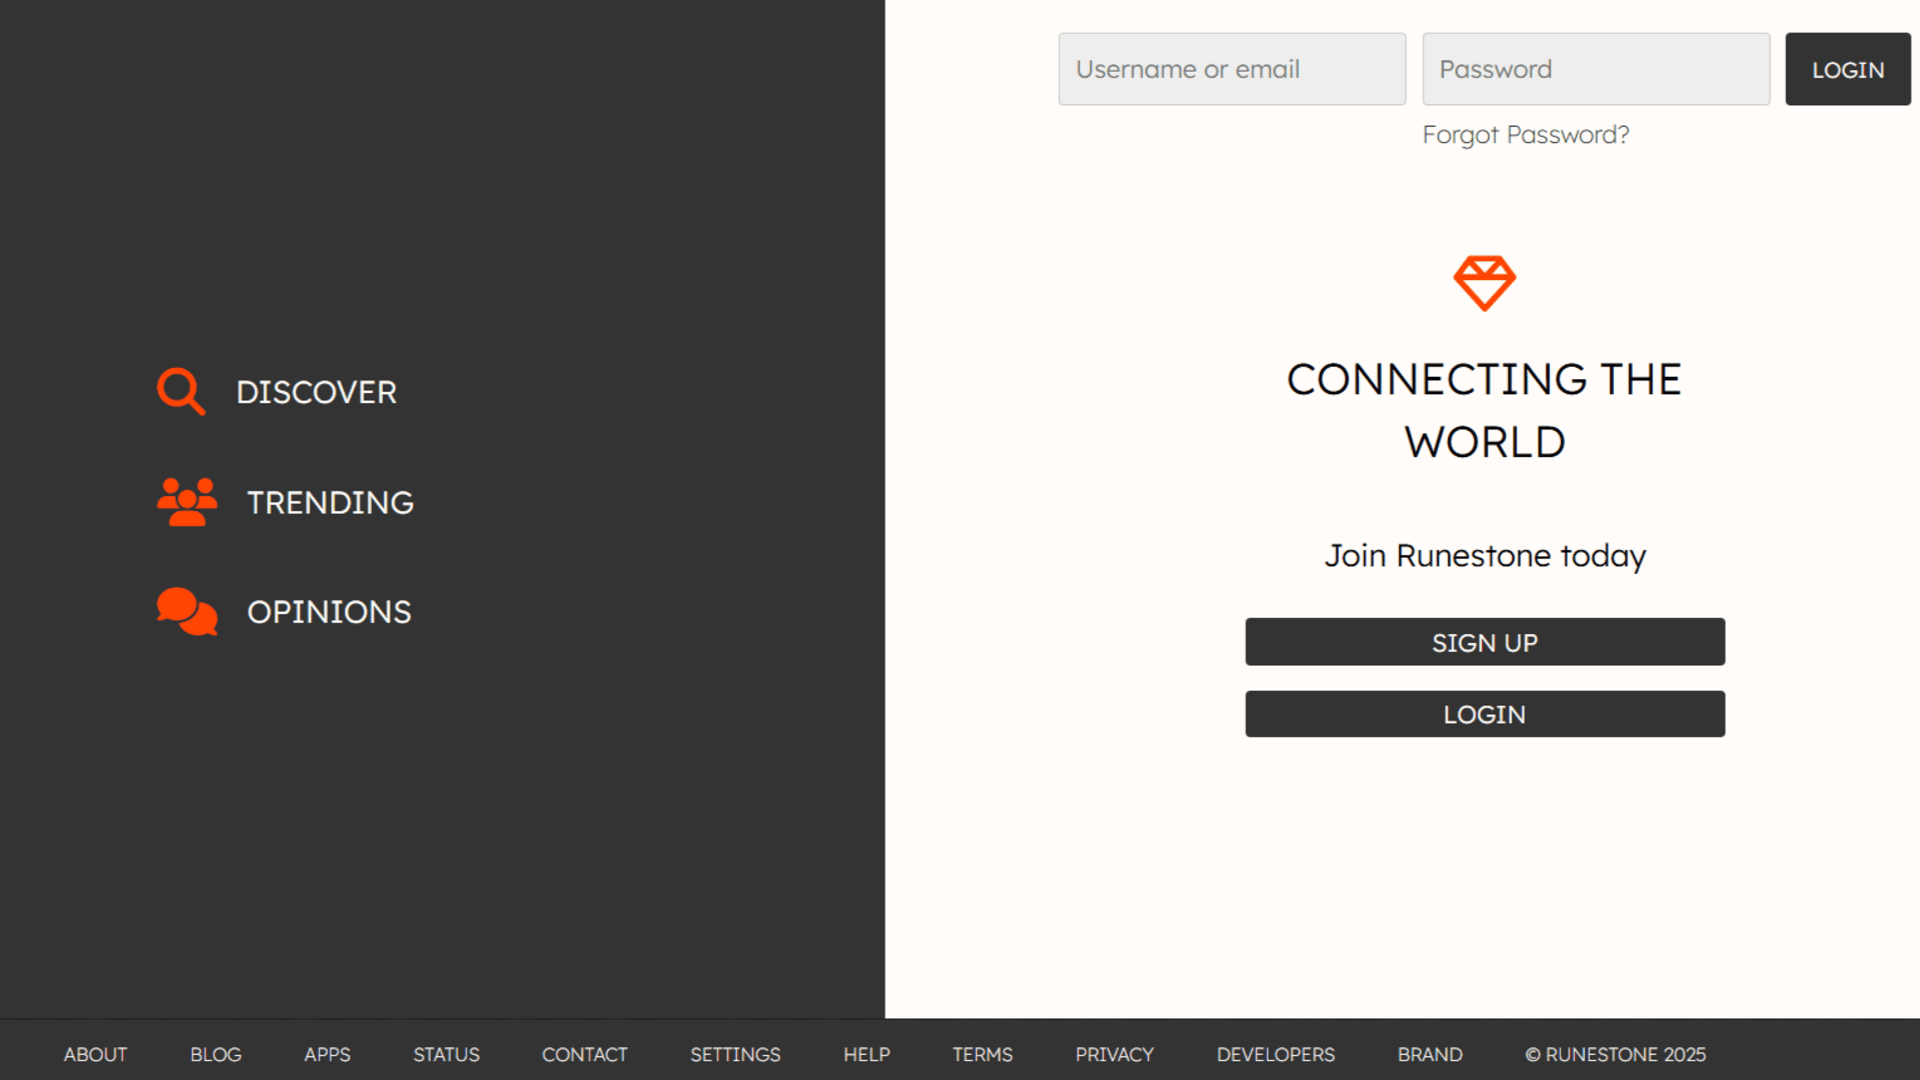 Username or email
Password
LOGIN
Forgot Password?
DISCOVER
TRENDING
OPINIONS
CONNECTING THE
WORLD
Join Runestone today
SIGN UP
LOGIN
ABOUT BLOG APPS STATUS CONTACT SETTINGS HELP TERMS PRIVACY DEVELOPERS BRAND © RUNESTONE 2025